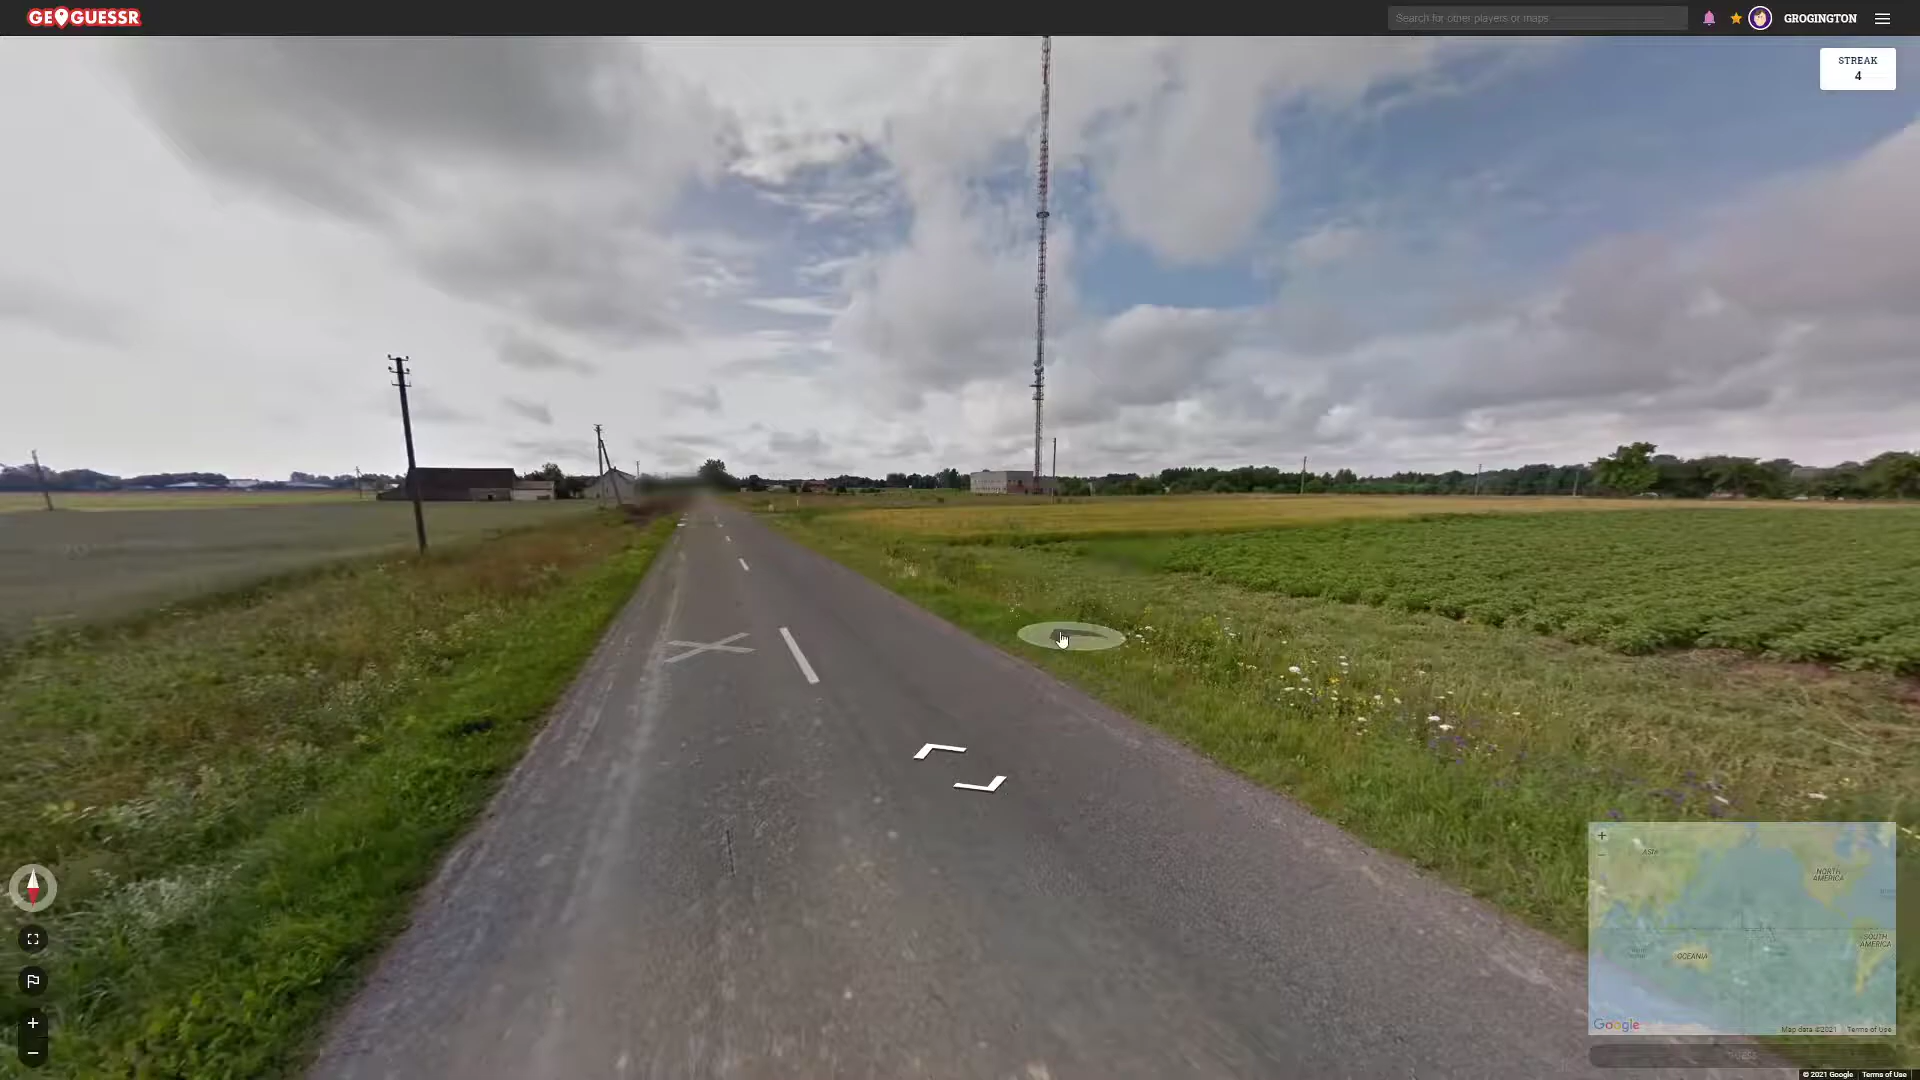 GEOGUESSR
Search for other players or maps
GROGINGTON
STREAK
4
+
ASIA
NORTH
AMERICA
SOUTH
AMERICA
OCEANIA
Google
Map data ©2021
Terms of Use
GUESS
© 2021 Google
Terms of Use